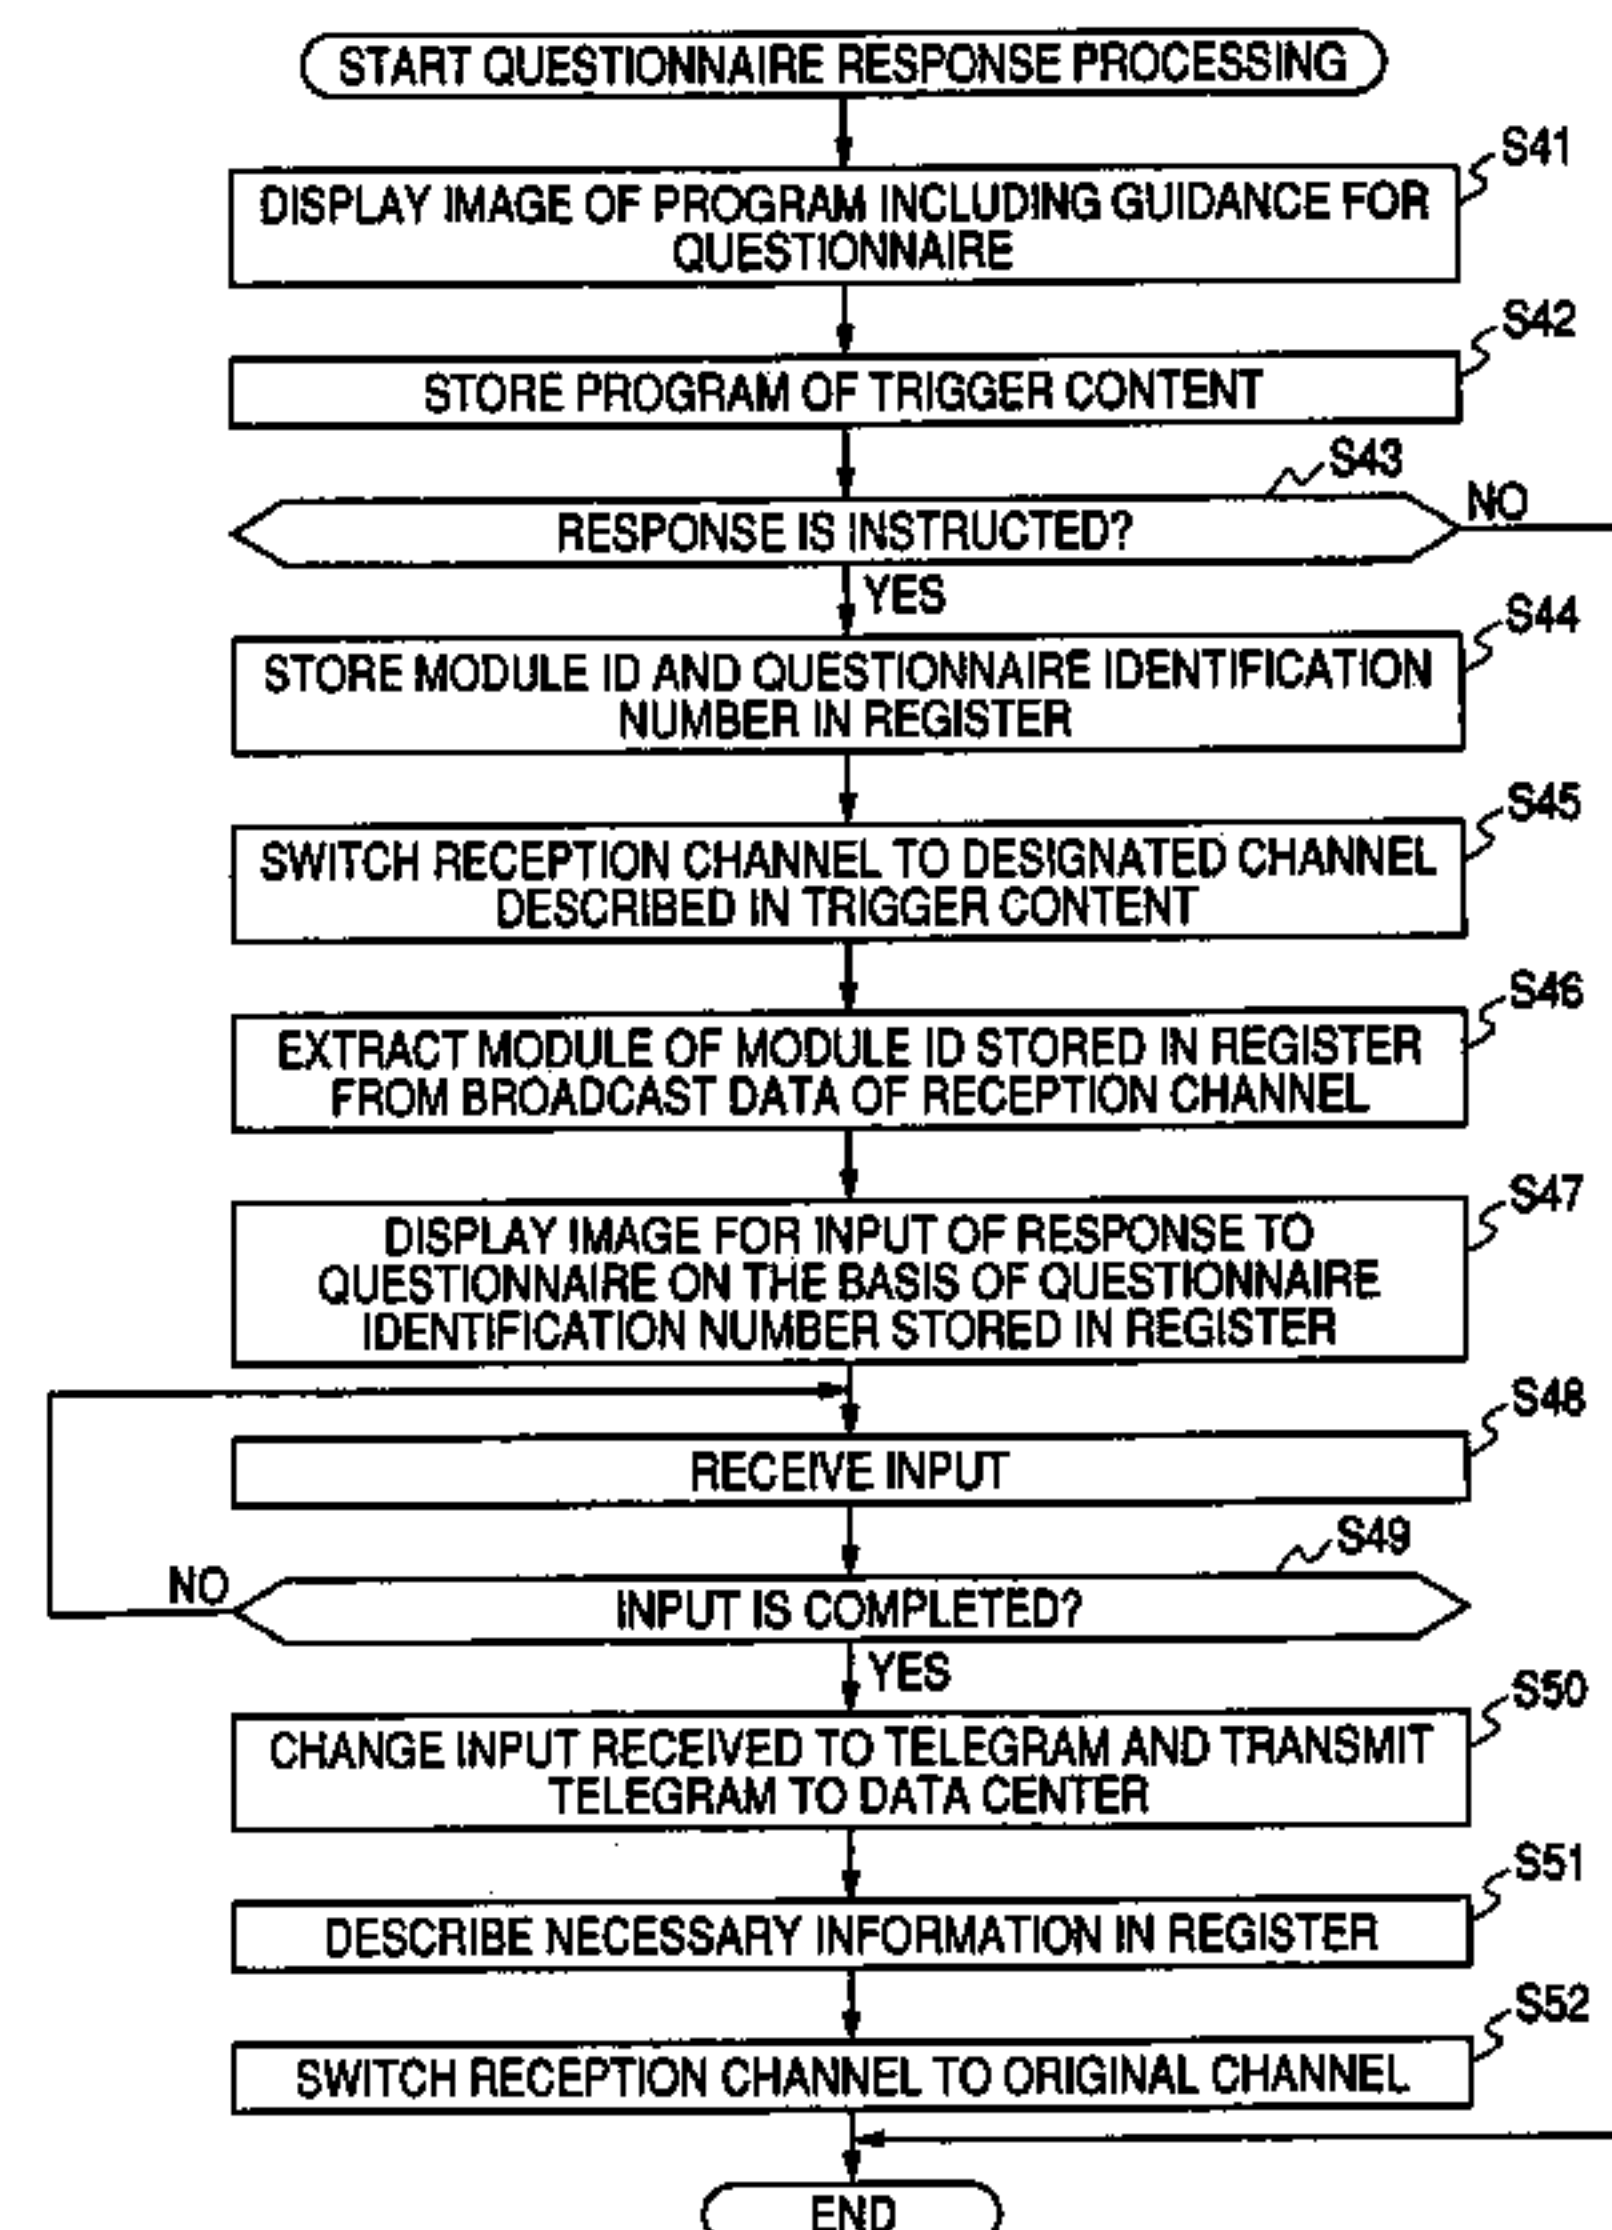 START QUESTIONNAIRE RESPONSE PROCESSING
S41
DISPLAY IMAGE OF PROGRAM INCLUDING GUIDANCE FOR
QUESTIONNAIRE
S42
STORE PROGRAM OF TRIGGER CONTENT
S43
RESPONSE IS INSTRUCTED?
NO
YES
S44
STORE MODULE ID AND QUESTIONNAIRE IDENTIFICATION
NUMBER IN REGISTER
S45
SWITCH RECEPTION CHANNEL TO DESIGNATED CHANNEL
DESCRIBED IN TRIGGER CONTENT
S46
EXTRACT MODULE OF MODULE ID STORED IN REGISTER
FROM BROADCAST DATA OF RECEPTION CHANNEL
S47
DISPLAY IMAGE FOR INPUT OF RESPONSE TO
QUESTIONNAIRE ON THE BASIS OF QUESTIONNAIRE
IDENTIFICATION NUMBER STORED IN REGISTER
S48
RECEIVE INPUT
S49
NO
INPUT IS COMPLETED?
YES
S50
CHANGE INPUT RECEIVED TO TELEGRAM AND TRANSMIT
TELEGRAM TO DATA CENTER
S51
DESCRIBE NECESSARY INFORMATION IN REGISTER
S52
SWITCH RECEPTION CHANNEL TO ORIGINAL CHANNEL
END